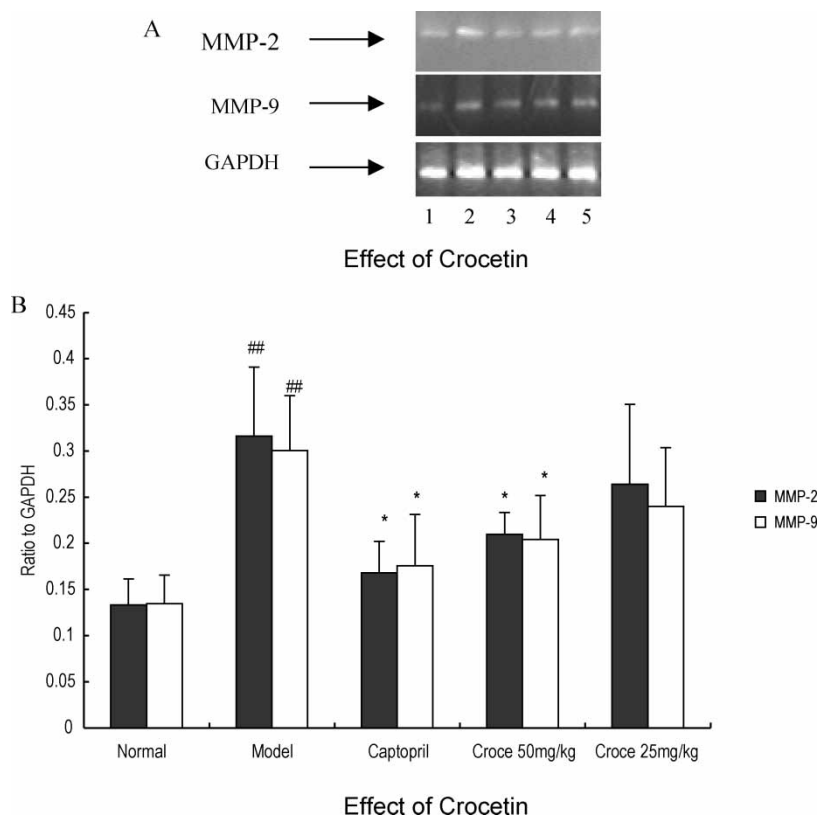 A
MMP-2
MMP-9
GAPDH
1 2 3 4 5
Effect of Crocetin
B
0.45
0.4
0.35
0.3
0.25
0.2
0.15
0.1
0.05
0
Ratio to GAPDH
##
##
*
*
*
*
MMP-2
MMP-9
Normal Model Captopril Croce 50mg/kg Croce 25mg/kg
Effect of Crocetin